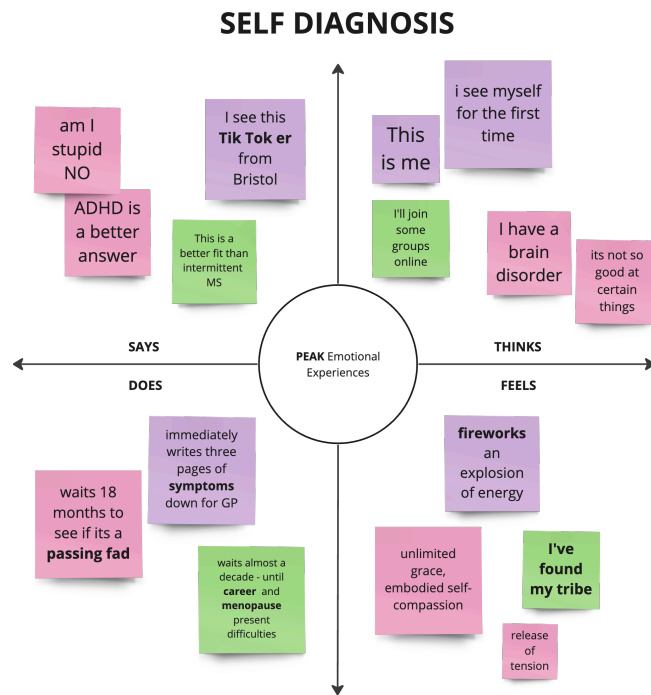 SELF DIAGNOSIS
am I
stupid
NO
ADHD is
a better
answer
I see this
Tik Tok er
from
Bristol
This is a
better fit than
intermittent
MS
This
is me
i see myself
for the first
time
I'll join
some
groups
online
I have a
brain
disorder
its not so
good at
certain
things
SAYS
THINKS
PEAK Emotional
Experiences
DOES
FEELS
waits 18
months to
see if its a
passing fad
immediately
writes three
pages of
symptoms
down for GP
waits almost a
decade - until
career and
menopause
present
difficulties
fireworks
an
explosion
of energy
unlimited
grace,
embodied self-
compassion
I've
found
my tribe
release
of
tension